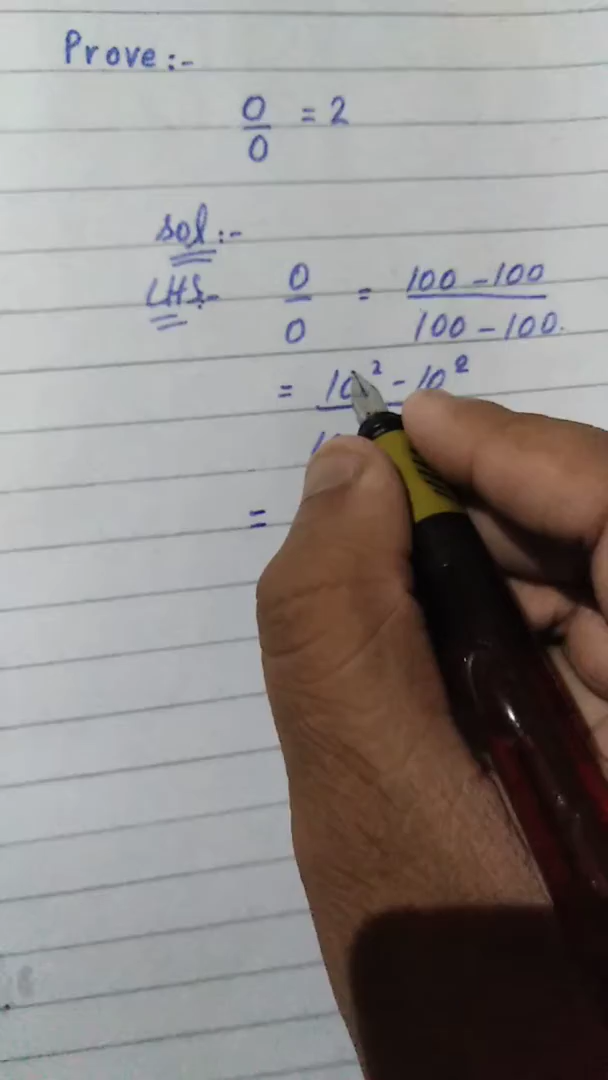 Prove:-
0/0 = 2
Sol:-
LHS:- 0/0 = 100-100/100-100.
= 10² - 10²
=